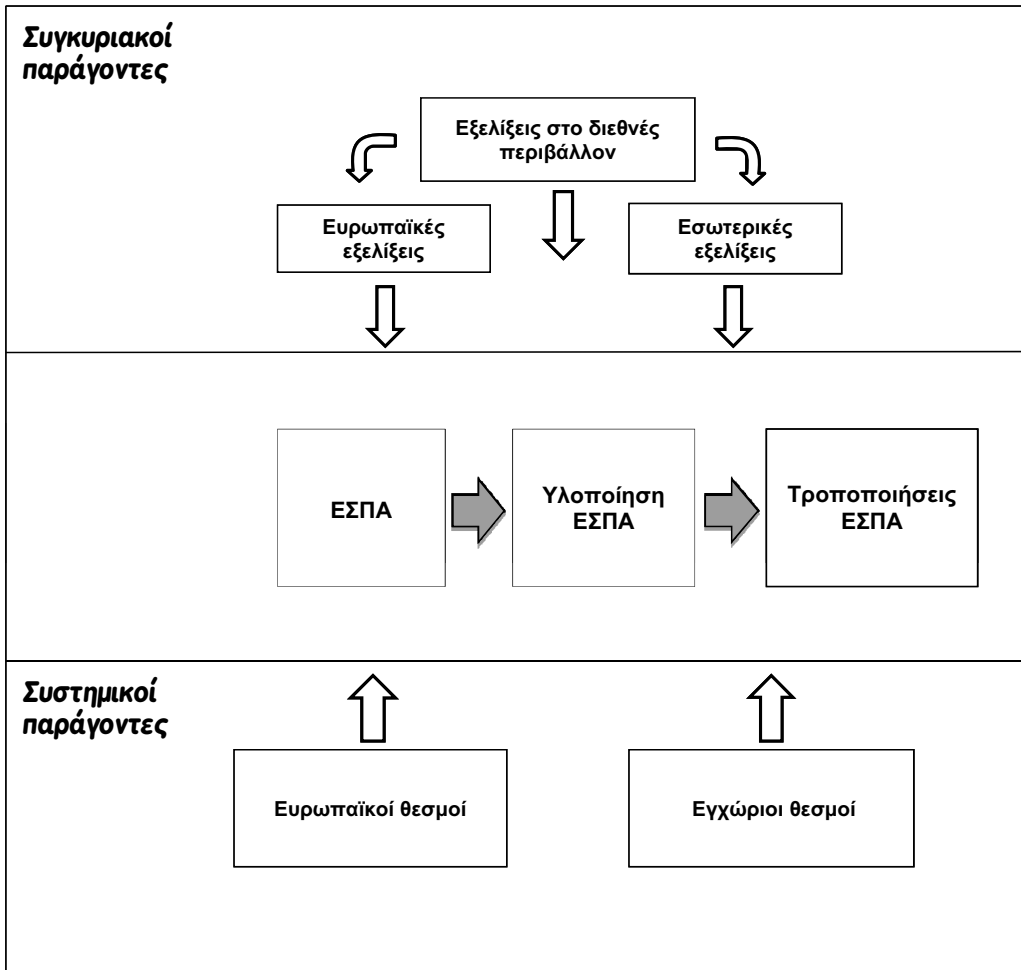 Συγκυριακοί
παράγοντες
Εξελίξεις στο διεθνές
περιβάλλον
Ευρωπαϊκές
εξελίξεις
Εσωτερικές
εξελίξεις
ΕΣΠΑ
Υλοποίηση
ΕΣΠΑ
Τροποποιήσεις
ΕΣΠΑ
Συστημικοί
παράγοντες
Ευρωπαϊκοί θεσμοί
Εγχώριοι θεσμοί